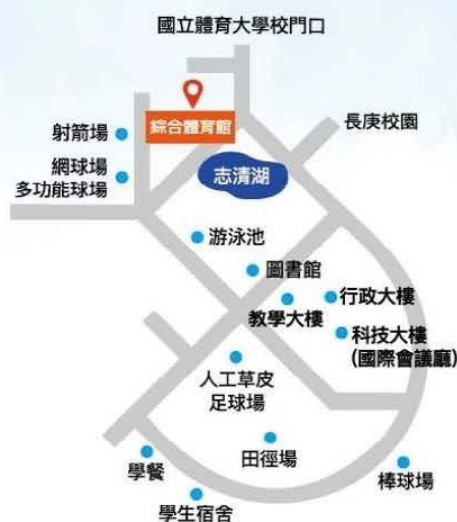 國立體育大學校門口
綜合體育館
長庚校園
射箭場
網球場
多功能球場
志清湖
游泳池
圖書館
行政大樓
教學大樓
科技大樓
(國際會議廳)
人工草皮
足球場
田徑場
學餐
棒球場
學生宿舍